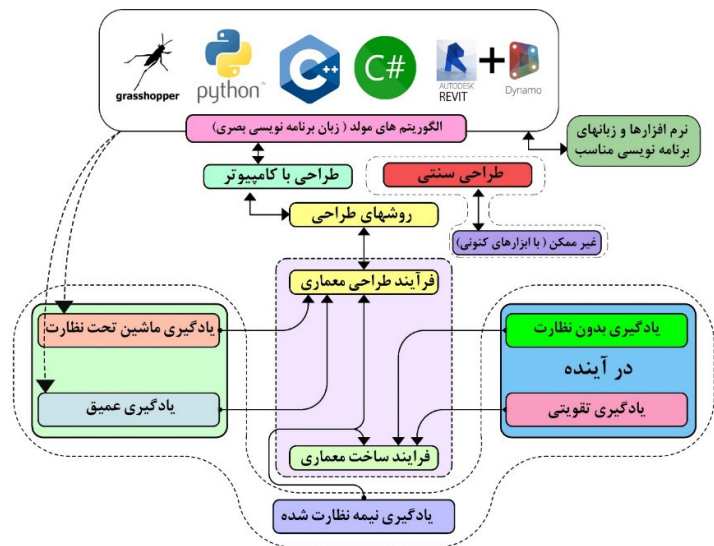 grasshopper
python™
C++
C#
AUTODESK
REVIT
+
Dynamo
الگوریتم های مولد ( زبان برنامه نویسی بصری)
نرم افزارها و زبانهای
برنامه نویسی مناسب
طراحی با کامپیوتر
طراحی سنتی
روشهای طراحی
غیر ممکن ( با ابزارهای کنونی)
فرآیند طراحی معماری
یادگیری ماشین تحت نظارت
یادگیری بدون نظارت
در آینده
یادگیری عمیق
یادگیری تقویتی
فرایند ساخت معماری
یادگیری نیمه نظارت شده